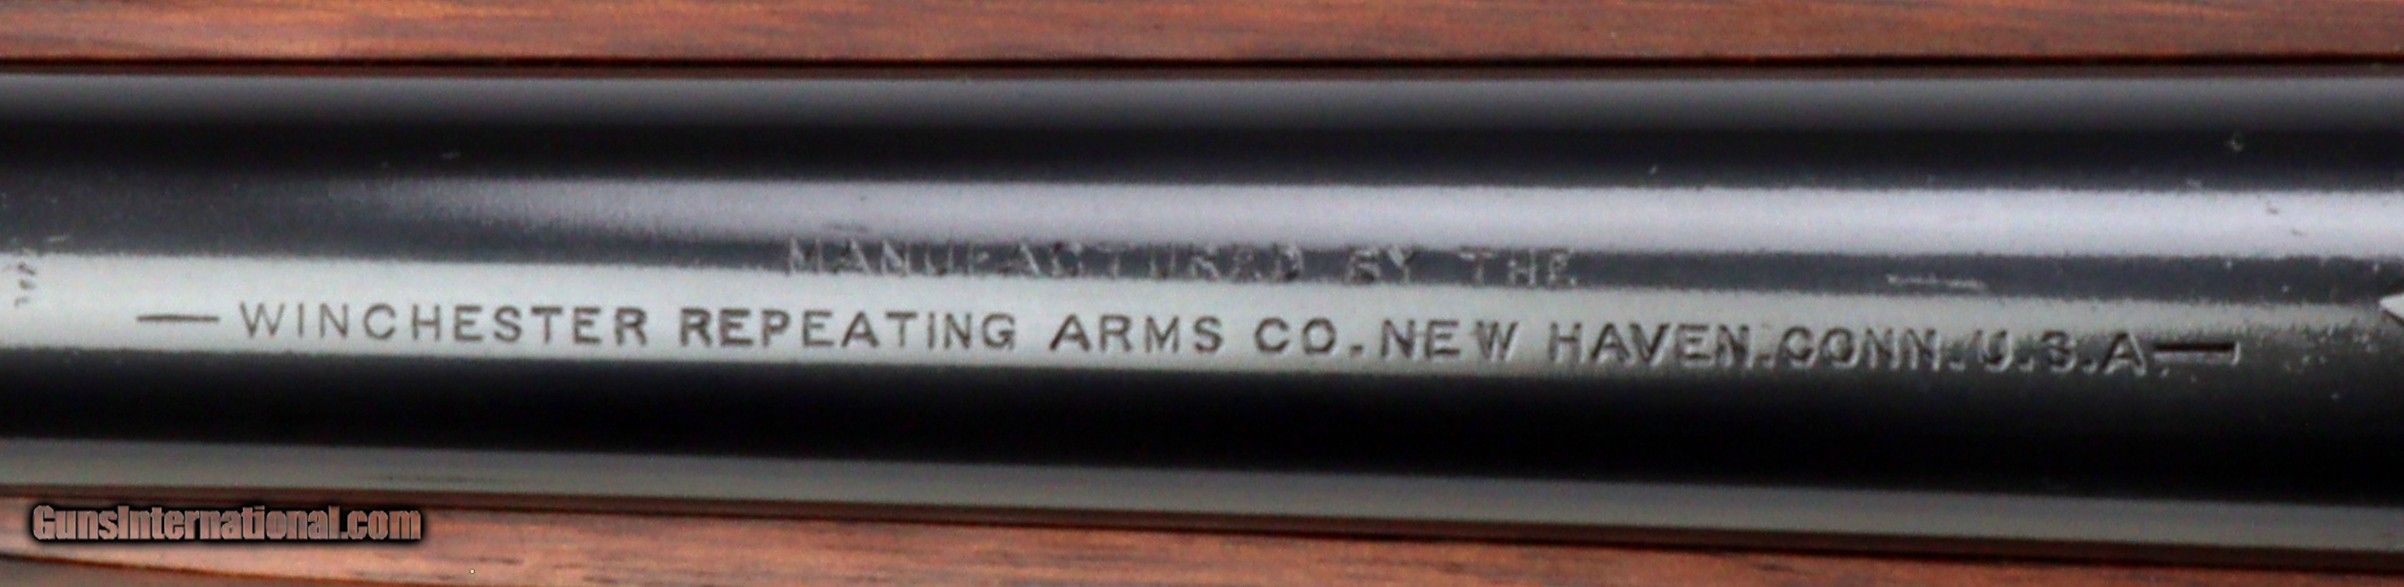 MANUFACTURED BY THE
— WINCHESTER REPEATING ARMS CO. NEW HAVEN. CONN. U.S.A —
GunsInternational.com